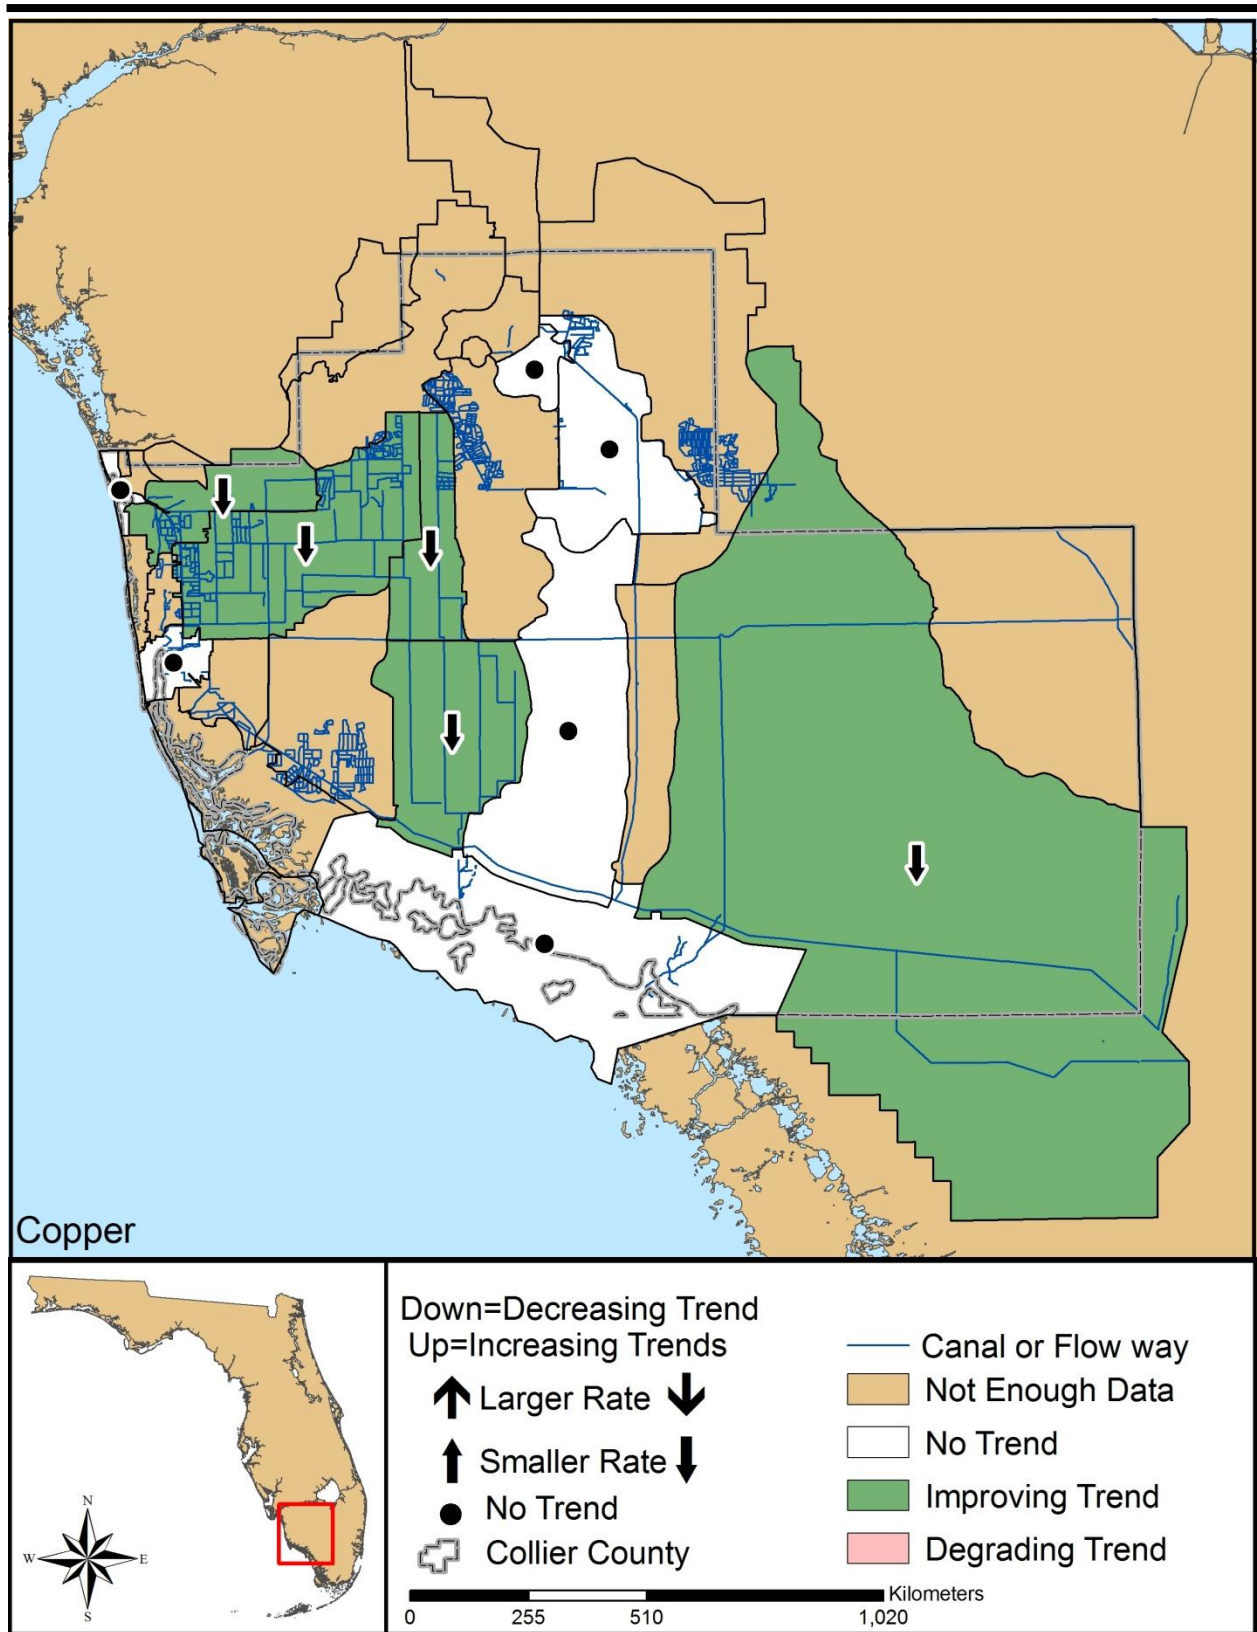 Copper
Down=Decreasing Trend
Up=Increasing Trends
Larger Rate
Smaller Rate
No Trend
Collier County
Canal or Flow way
Not Enough Data
No Trend
Improving Trend
Degrading Trend
Kilometers
0 255 510 1,020
N
W E
S